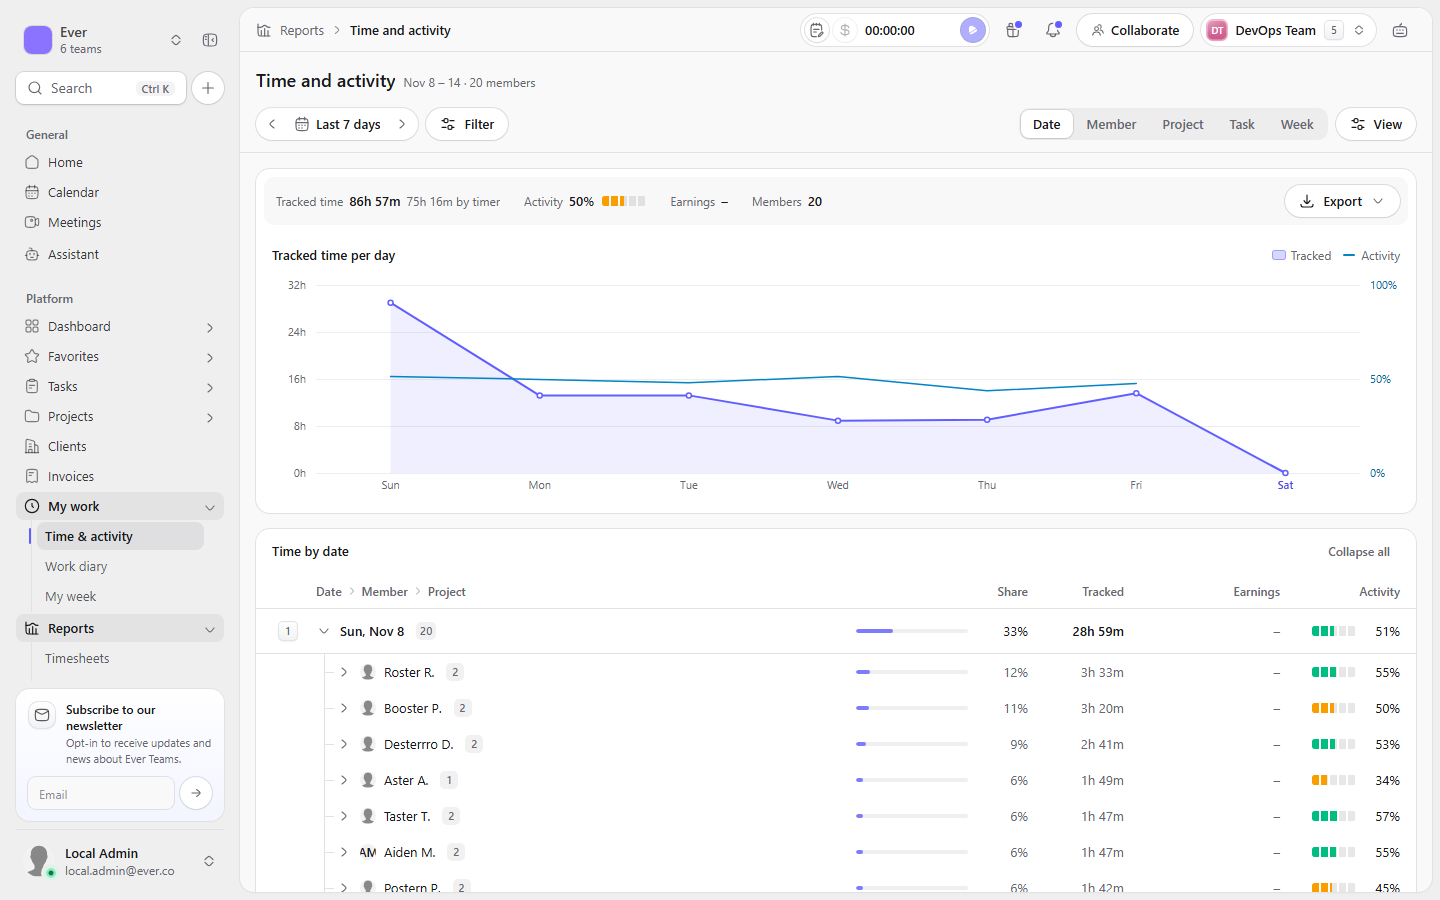 Ever
6 teams
Search
Ctrl K
General
Home
Calendar
Meetings
Assistant
Platform
Dashboard
Favorites
Tasks
Projects
Clients
Invoices
My work
Time & activity
Work diary
My week
Reports
Timesheets
Subscribe to our
newsletter
Opt-in to receive updates and
news about Ever Teams.
Email
Local Admin
local.admin@ever.co
Reports
Time and activity
$
00:00:00
Collaborate
DT
DevOps Team
5
Time and activity
Nov 8 – 14 · 20 members
Last 7 days
Filter
Date
Member
Project
Task
Week
View
Tracked time 86h 57m 75h 16m by timer
Activity 50%
Earnings –
Members 20
Export
Tracked time per day
Tracked
Activity
32h
24h
16h
8h
0h
100%
50%
0%
Sun
Mon
Tue
Wed
Thu
Fri
Sat
Time by date
Collapse all
Date
Member
Project
Share
Tracked
Earnings
Activity
1 Sun, Nov 8 20 33% 28h 59m – 51%
Roster R. 2 12% 3h 33m – 55%
Booster P. 2 11% 3h 20m – 50%
Desterrro D. 2 9% 2h 41m – 53%
Aster A. 1 6% 1h 49m – 34%
Taster T. 2 6% 1h 47m – 57%
AM Aiden M. 2 6% 1h 47m – 55%
Postern P. 2 6% 1h 42m – 45%